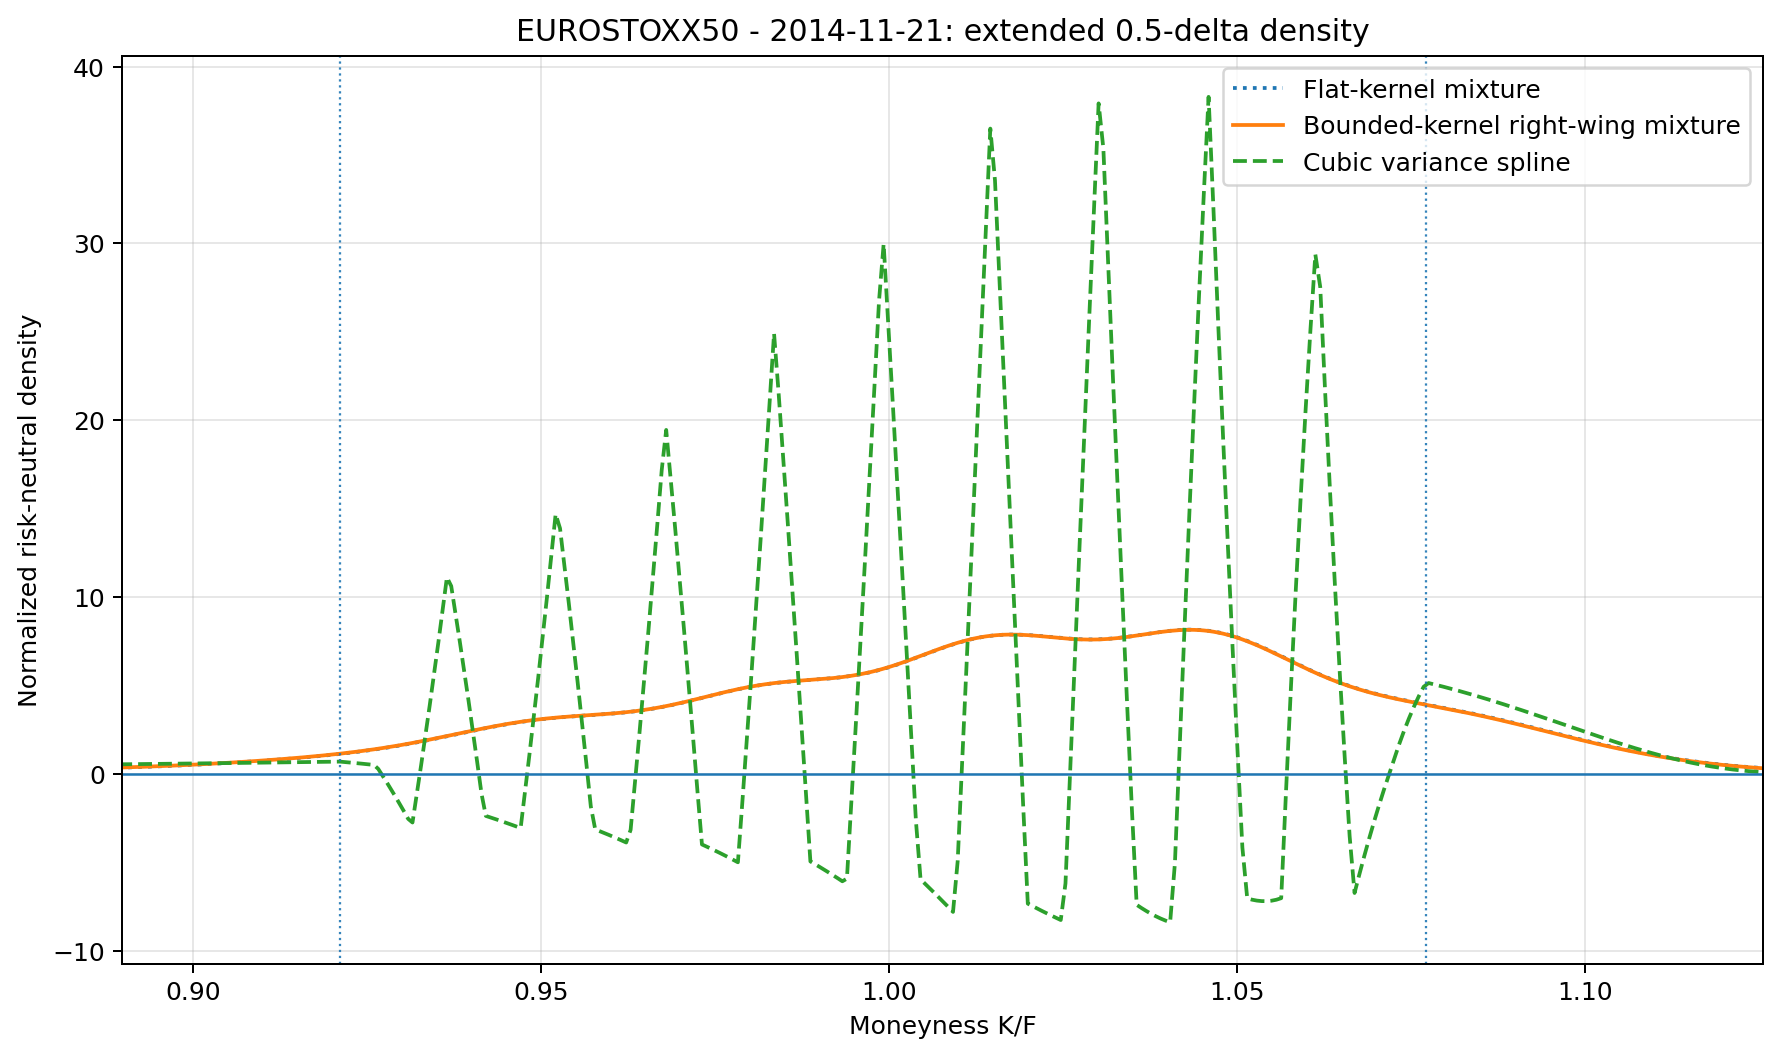 EUROSTOXX50 - 2014-11-21: extended 0.5-delta density
Flat-kernel mixture
Bounded-kernel right-wing mixture
Cubic variance spline
Normalized risk-neutral density
40
30
20
10
0
−10
0.90
0.95
1.00
1.05
1.10
Moneyness K/F